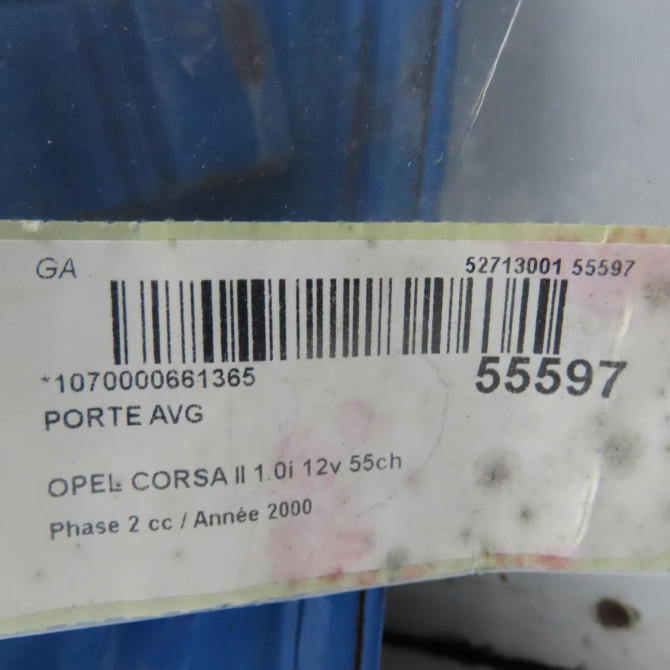 GA
52713001 55597
*1070000661365
55597
PORTE AVG
OPEL CORSA II 1.0i 12v 55ch
Phase 2 cc / Année 2000